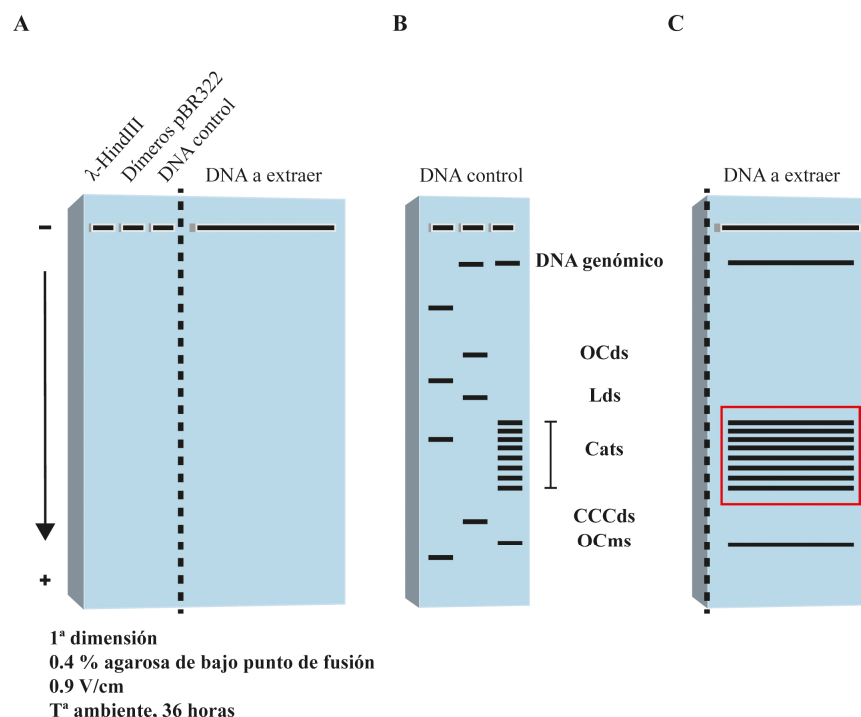 A
B
C
λ-HindIII
Dímeros pBR322
DNA control
DNA a extraer
DNA control
DNA a extraer
-
+
DNA genómico
OCds
Lds
Cats
CCCds
OCms
1ª dimensión
0.4 % agarosa de bajo punto de fusión
0.9 V/cm
Tª ambiente, 36 horas